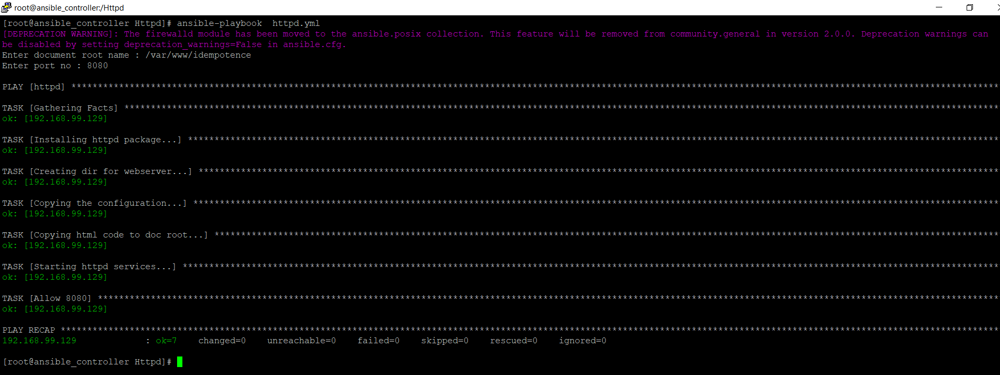 root@ansible_controller:/Httpd
[root@ansible_controller Httpd]# ansible-playbook  httpd.yml
[DEPRECATION WARNING]: The firewalld module has been moved to the ansible.posix collection. This feature will be removed from community.general in version 2.0.0. Deprecation warnings can
be disabled by setting deprecation_warnings=False in ansible.cfg.
Enter document root name : /var/www/idempotence
Enter port no : 8080
PLAY [httpd] *******************************************************************************************************************************************************************************
TASK [Gathering Facts] *********************************************************************************************************************************************************************
ok: [192.168.99.129]
TASK [Installing httpd package...] *********************************************************************************************************************************************************
ok: [192.168.99.129]
TASK [Creating dir for webserver...] *******************************************************************************************************************************************************
ok: [192.168.99.129]
TASK [Copying the configuration...] ********************************************************************************************************************************************************
ok: [192.168.99.129]
TASK [Copying html code to doc root...] ****************************************************************************************************************************************************
ok: [192.168.99.129]
TASK [Starting httpd services...] **********************************************************************************************************************************************************
ok: [192.168.99.129]
TASK [Allow 8080] **************************************************************************************************************************************************************************
ok: [192.168.99.129]
PLAY RECAP *********************************************************************************************************************************************************************************
192.168.99.129             : ok=7    changed=0    unreachable=0    failed=0    skipped=0    rescued=0    ignored=0
[root@ansible_controller Httpd]#